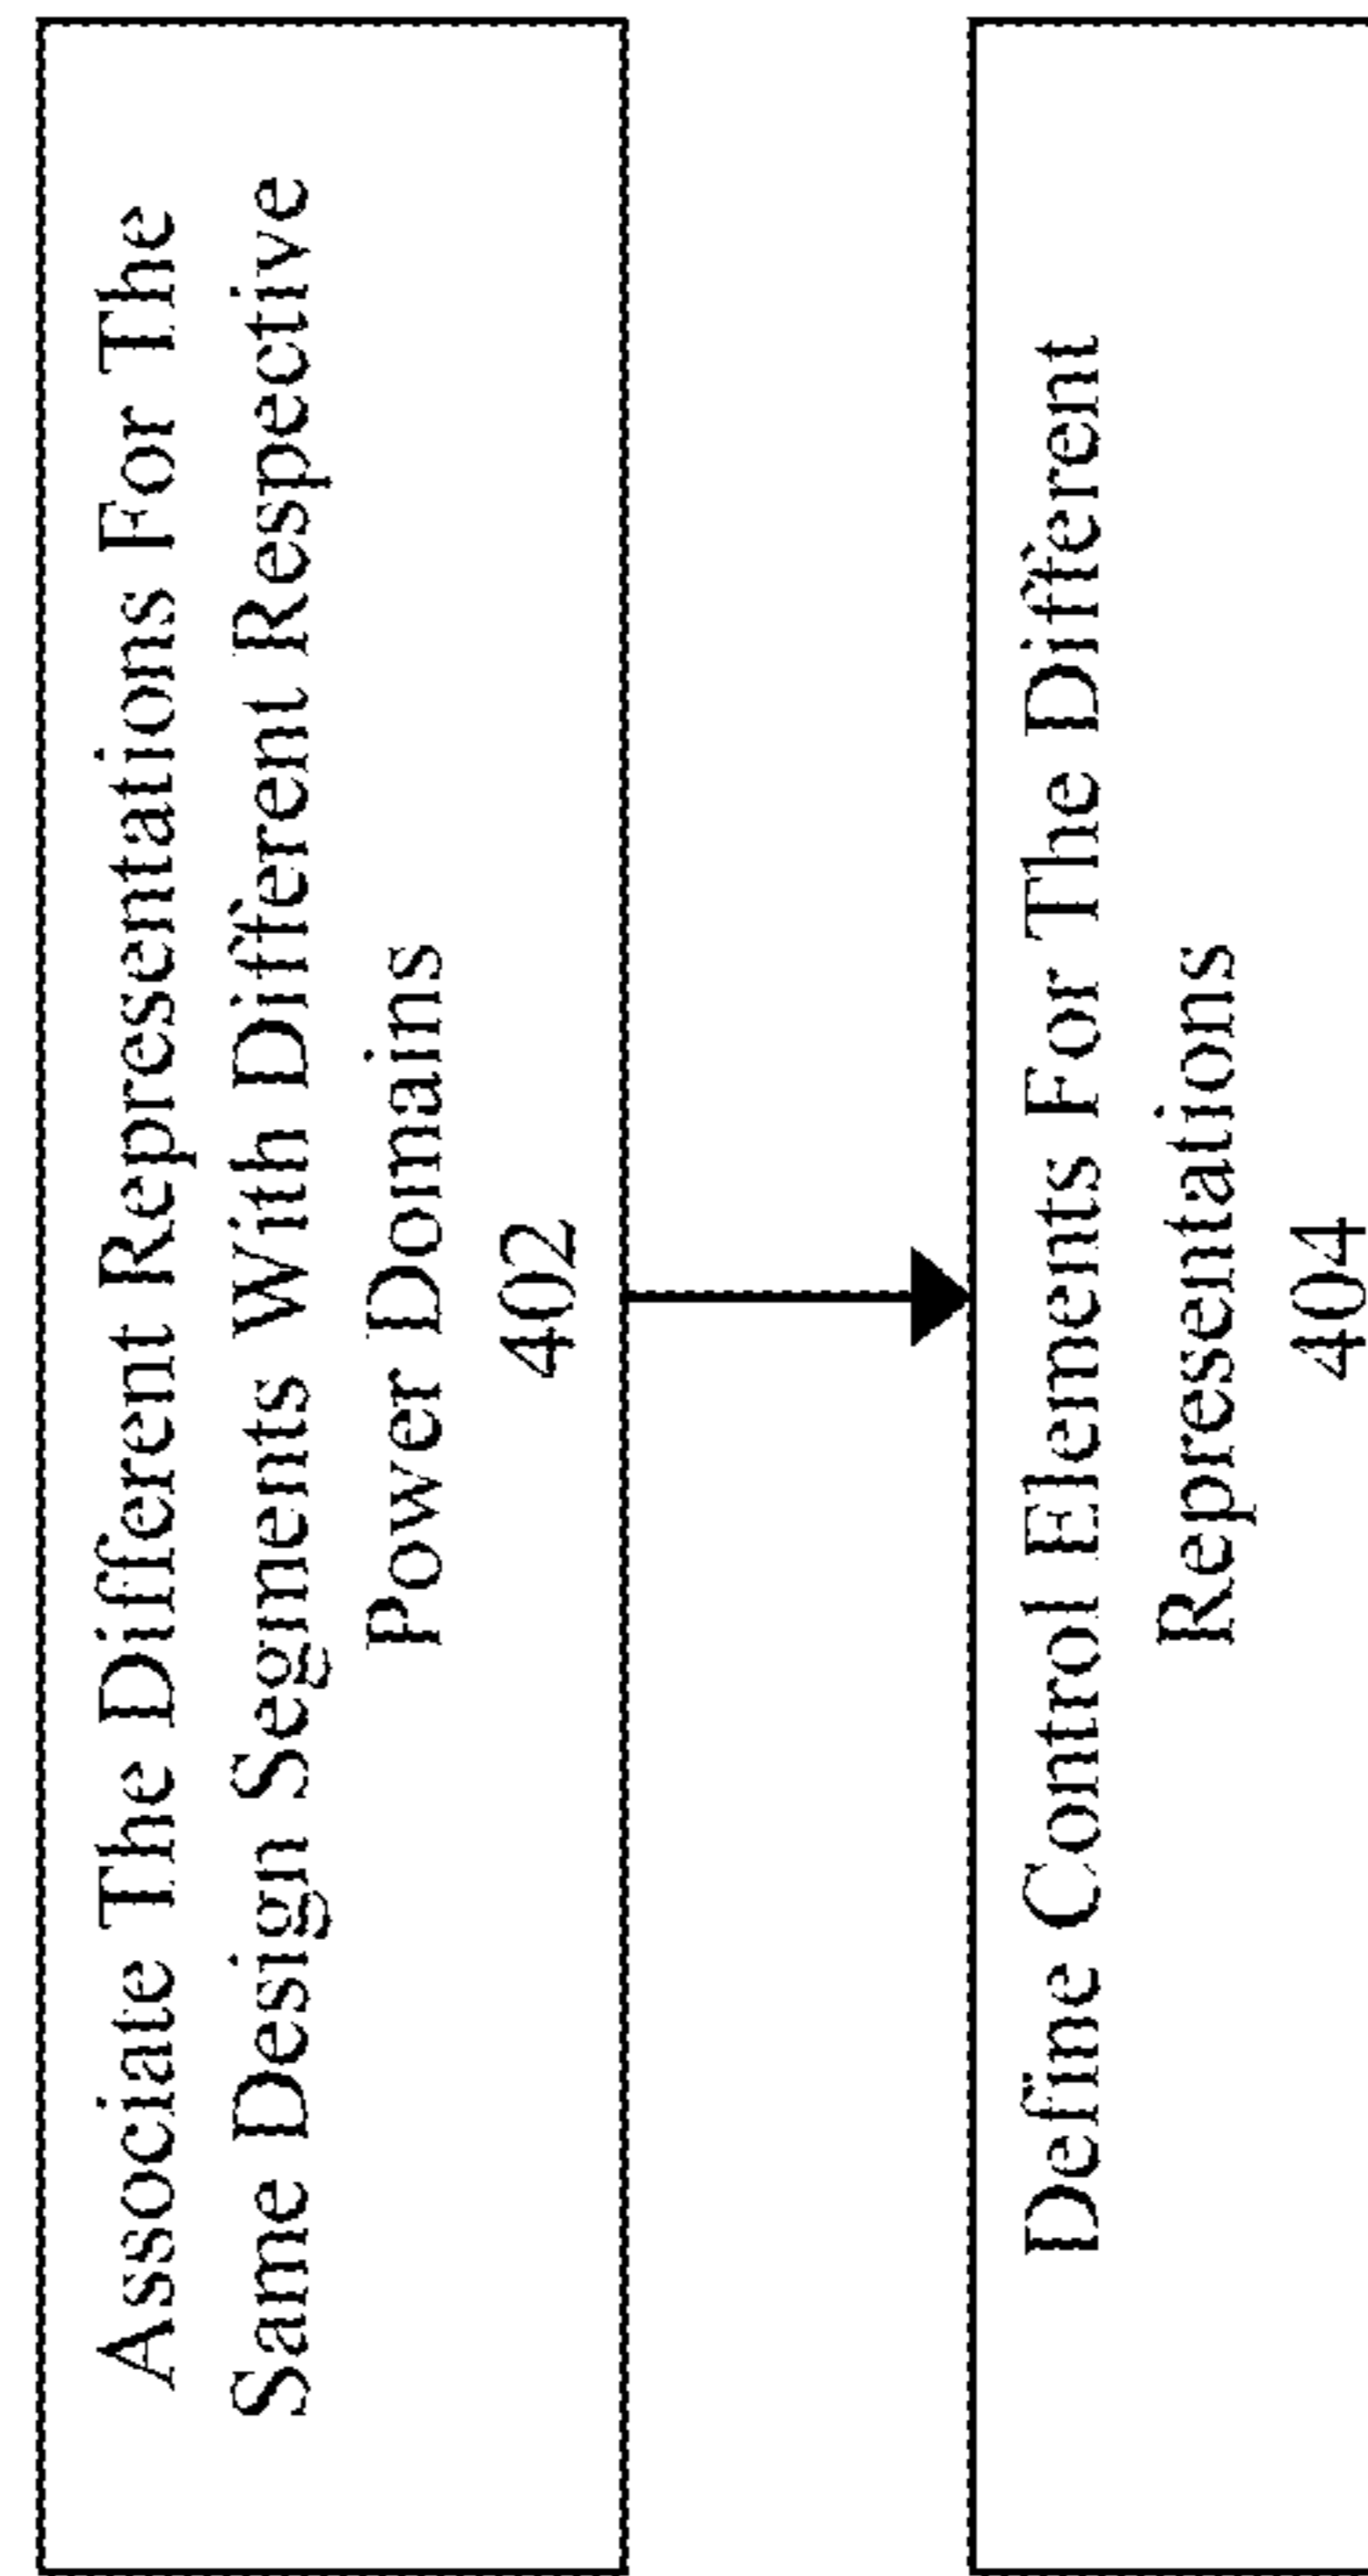 Associate The Different Representations For The
Same Design Segments With Different Respective
Power Domains
402
Define Control Elements For The Different
Representations
404